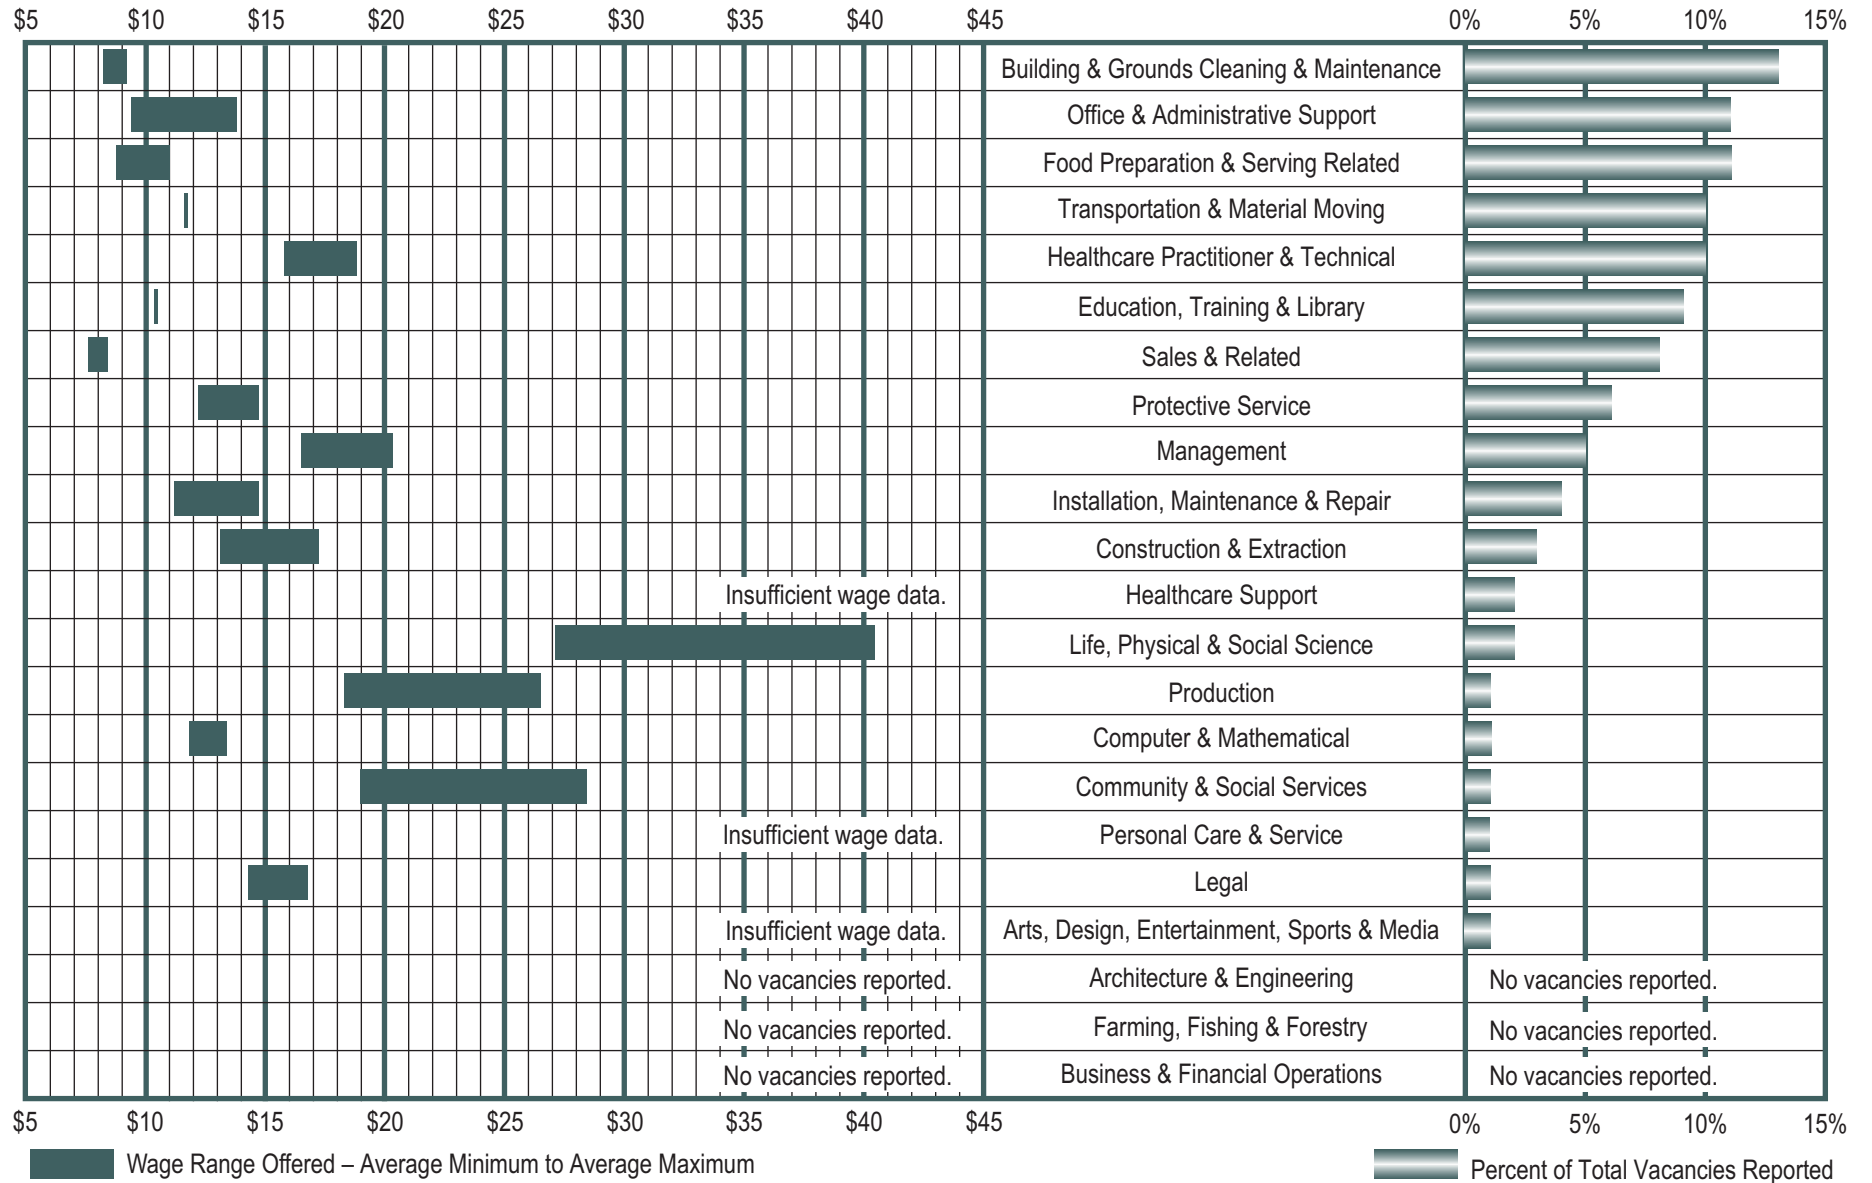 $5 $10 $15 $20 $25 $30 $35 $40 $45 0% 5% 10% 15%
Building & Grounds Cleaning & Maintenance
Office & Administrative Support
Food Preparation & Serving Related
Transportation & Material Moving
Healthcare Practitioner & Technical
Education, Training & Library
Sales & Related
Protective Service
Management
Installation, Maintenance & Repair
Construction & Extraction
Insufficient wage data. Healthcare Support
Life, Physical & Social Science
Production
Computer & Mathematical
Community & Social Services
Insufficient wage data. Personal Care & Service
Legal
Insufficient wage data. Arts, Design, Entertainment, Sports & Media
No vacancies reported. Architecture & Engineering No vacancies reported.
No vacancies reported. Farming, Fishing & Forestry No vacancies reported.
No vacancies reported. Business & Financial Operations No vacancies reported.
$5 $10 $15 $20 $25 $30 $35 $40 $45 0% 5% 10% 15%
Wage Range Offered – Average Minimum to Average Maximum Percent of Total Vacancies Reported